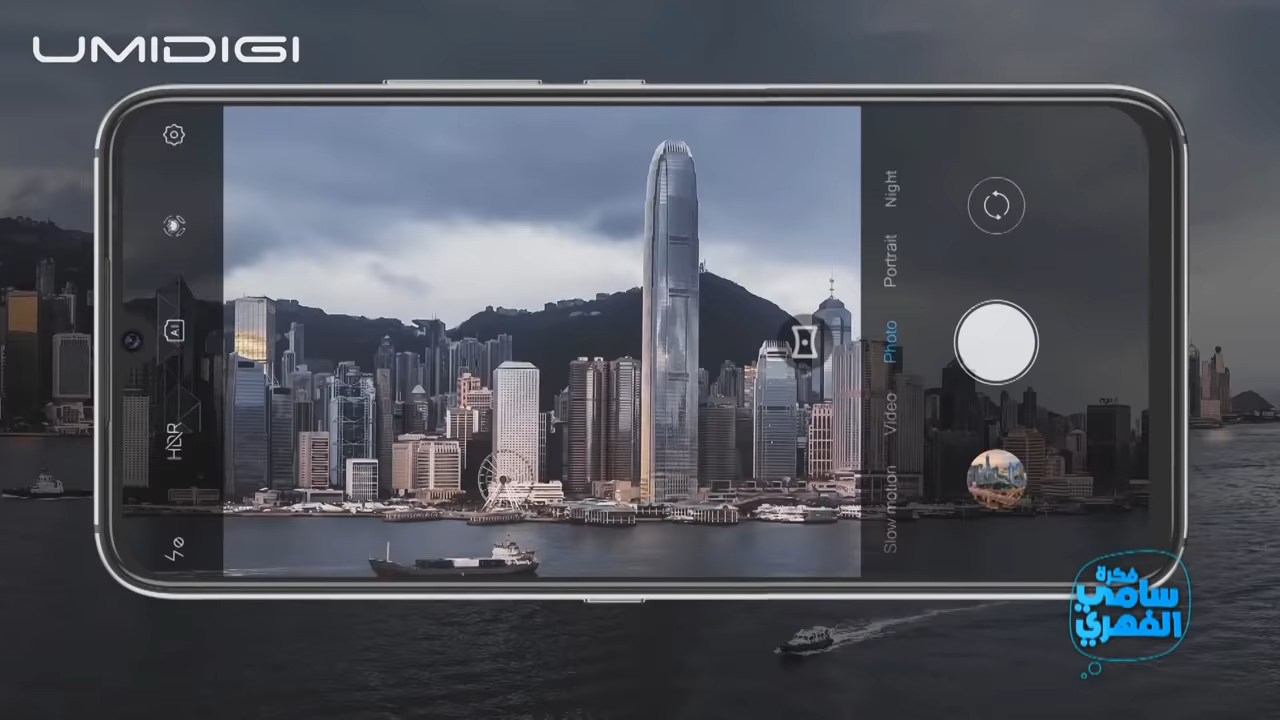 UMIDIGI
Night
Portrait
Photo
Video
Slow motion
AI
HDR
فكرة
سامي
الفهري